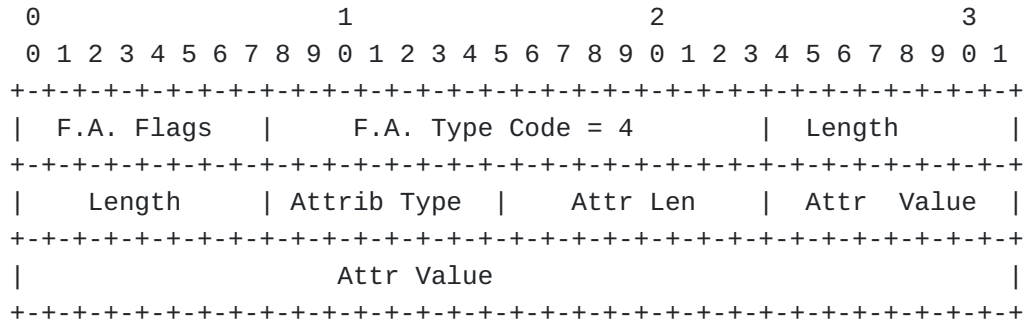 0                   1                   2                   3
 0 1 2 3 4 5 6 7 8 9 0 1 2 3 4 5 6 7 8 9 0 1 2 3 4 5 6 7 8 9 0 1
+-+-+-+-+-+-+-+-+-+-+-+-+-+-+-+-+-+-+-+-+-+-+-+-+-+-+-+-+-+-+-+-+
|  F.A. Flags   |     F.A. Type Code = 4        |  Length       |
+-+-+-+-+-+-+-+-+-+-+-+-+-+-+-+-+-+-+-+-+-+-+-+-+-+-+-+-+-+-+-+-+
|    Length     | Attrib Type  |    Attr Len    |  Attr  Value  |
+-+-+-+-+-+-+-+-+-+-+-+-+-+-+-+-+-+-+-+-+-+-+-+-+-+-+-+-+-+-+-+-+
|                    Attr Value                                 |
+-+-+-+-+-+-+-+-+-+-+-+-+-+-+-+-+-+-+-+-+-+-+-+-+-+-+-+-+-+-+-+-+